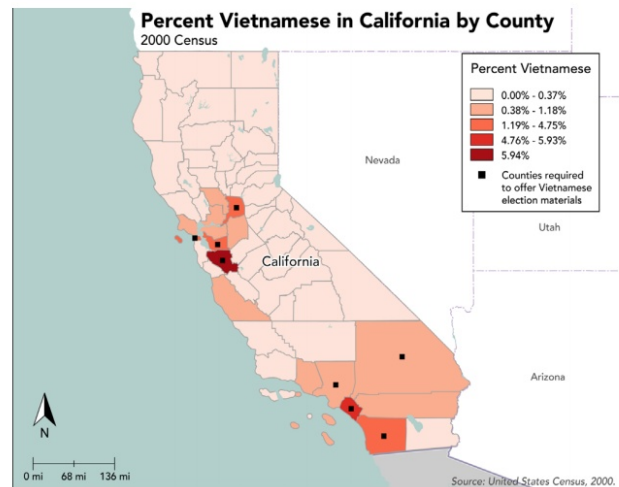 Percent Vietnamese in California by County
2000 Census
Percent Vietnamese
0.00% - 0.37%
0.38% - 1.18%
1.19% - 4.75%
4.76% - 5.93%
5.94%
Counties required
to offer Vietnamese
election materials
Nevada
Utah
California
Arizona
N
0 mi 68 mi 136 mi
Source: United States Census, 2000.